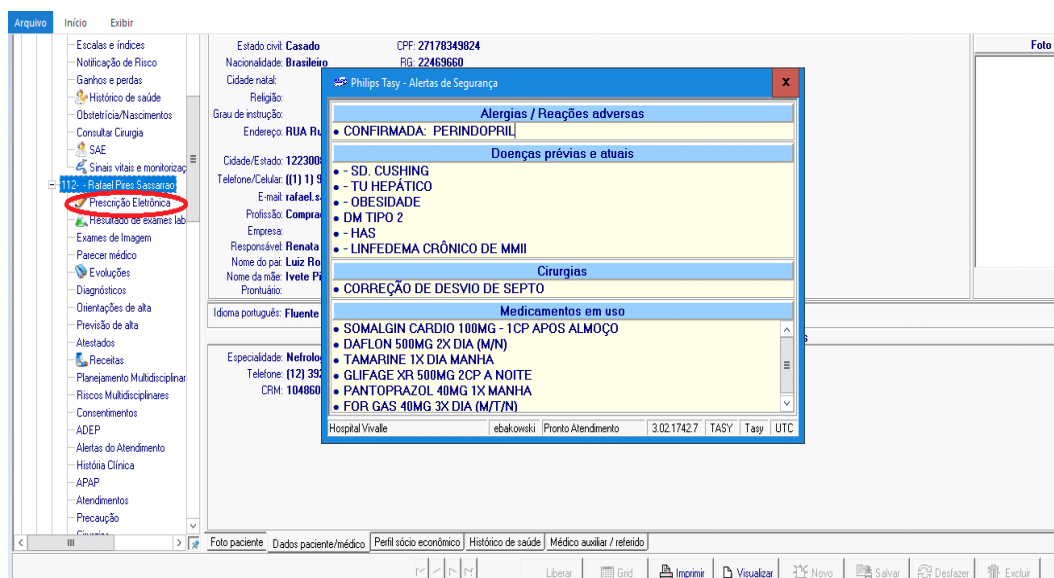 Arquivo Início Exibir
Escalas e índices
Notificação de Risco
Ganhos e perdas
Histórico de saúde
Obstetrícia/Nascimentos
Consultar Cirurgia
SAE
Sinais vitais e monitorizaç
112- - Rafael Pires Sassarrao
Prescrição Eletrônica
Resultado de exames lab
Exames de Imagem
Parecer médico
Evoluções
Diagnósticos
Orientações de alta
Previsão de alta
Atestados
Receitas
Planejamento Multidisciplinar
Riscos Multidisciplinares
Consentimentos
ADEP
Alertas do Atendimento
História Clínica
APAP
Atendimentos
Precaução
Estado civil: Casado CPF: 27178349824
Nacionalidade: Brasileiro RG: 22469660
Cidade natal:
Religião:
Grau de instrução:
Endereço: RUA Ru
Cidade/Estado: 1223008
Telefone/Celular: ((1) 1) 9
E-mail: rafael.s
Profissão: Compra
Empresa:
Responsável: Renata
Nome do pai: Luiz Ro
Nome da mãe: Ivete Pi
Prontuário:
Idioma português: Fluente
Especialidade: Nefrolo
Telefone: (12) 392
CRM: 104860
Foto
Philips Tasy - Alertas de Segurança x
Alergias / Reações adversas
• CONFIRMADA: PERINDOPRIL
Doenças prévias e atuais
• - SD. CUSHING
• - TU HEPÁTICO
• - OBESIDADE
• DM TIPO 2
• - HAS
• - LINFEDEMA CRÔNICO DE MMII
Cirurgias
• CORREÇÃO DE DESVIO DE SEPTO
Medicamentos em uso
• SOMALGIN CARDIO 100MG - 1CP APOS ALMOÇO
• DAFLON 500MG 2X DIA (M/N)
• TAMARINE 1X DIA MANHA
• GLIFAGE XR 500MG 2CP A NOITE
• PANTOPRAZOL 40MG 1X MANHA
• FOR GAS 40MG 3X DIA (M/T/N)
Hospital Vivalle ebakowski Pronto Atendimento 3.02.1742.7 TASY Tasy UTC
Foto paciente Dados paciente/médico Perfil sócio econômico Histórico de saúde Médico auxiliar / referido
Liberar Grid Imprimir Visualizar Novo Salvar Desfazer Excluir